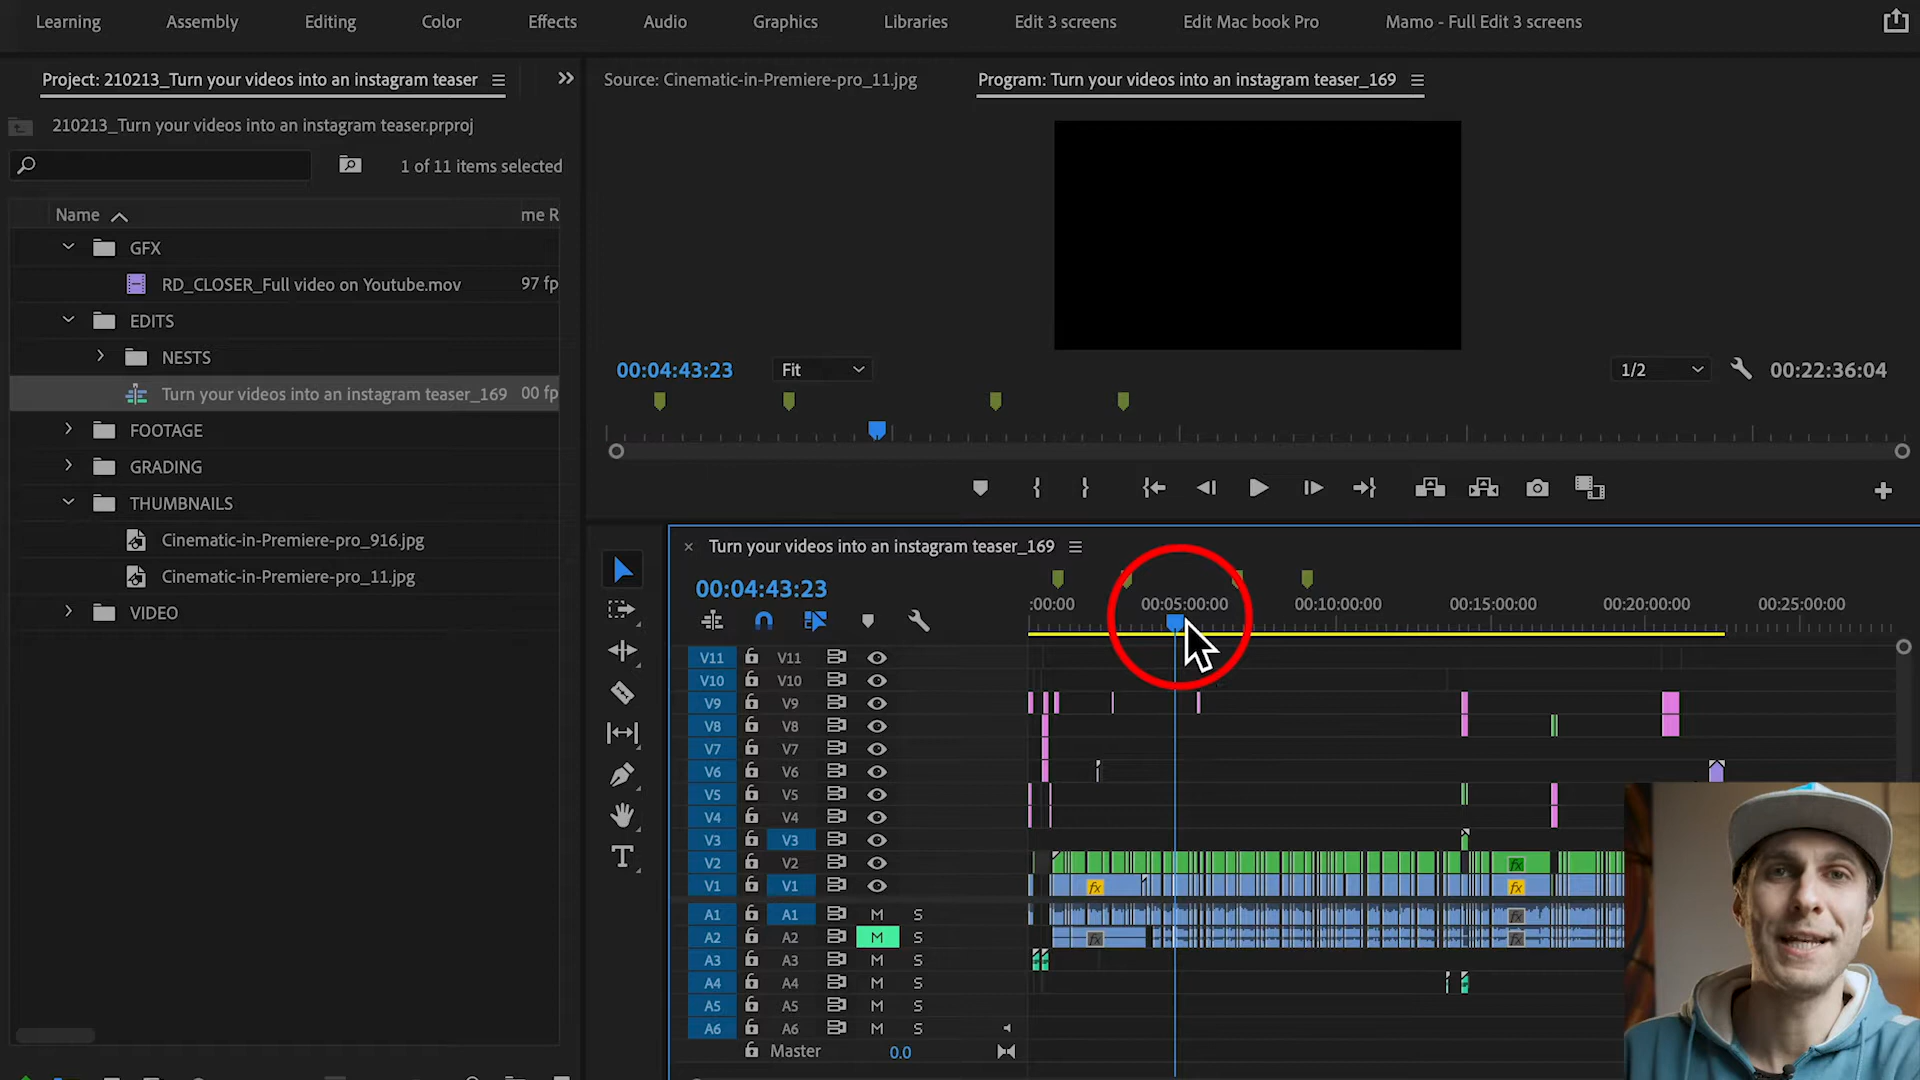 Learning Assembly Editing Color Effects Audio Graphics Libraries Edit 3 screens Edit Mac book Pro Mamo - Full Edit 3 screens
Project: 210213_Turn your videos into an instagram teaser
210213_Turn your videos into an instagram teaser.prproj
1 of 11 items selected
Name me R
GFX
RD_CLOSER_Full video on Youtube.mov 97 fp
EDITS
NESTS
Turn your videos into an instagram teaser_169 00 fp
FOOTAGE
GRADING
THUMBNAILS
Cinematic-in-Premiere-pro_916.jpg
Cinematic-in-Premiere-pro_11.jpg
VIDEO
Source: Cinematic-in-Premiere-pro_11.jpg
Program: Turn your videos into an instagram teaser_169
00:04:43:23 Fit 1/2 00:22:36:04
Turn your videos into an instagram teaser_169
00:04:43:23
:00:00 00:05:00:00 00:10:00:00 00:15:00:00 00:20:00:00 00:25:00:00
V11 V11
V10 V10
V9 V9
V8 V8
V7 V7
V6 V6
V5 V5
V4 V4
V3 V3
V2 V2 fx
V1 V1 fx fx
A1 A1 M S fx
A2 A2 M S fx fx
A3 A3 M S
A4 A4 M S
A5 A5 M S
A6 A6 M S
Master 0.0